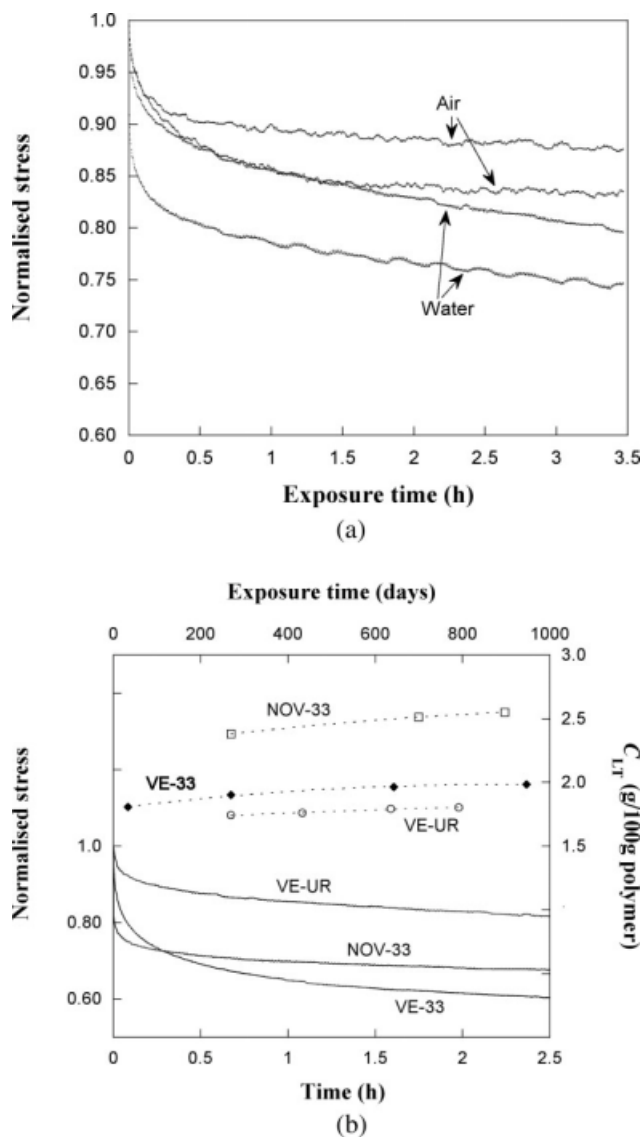 1.0
0.95
0.90
0.85
0.80
0.75
0.70
0.65
0.60
Normalised stress
Air
Water
0 0.5 1 1.5 2 2.5 3 3.5
Exposure time (h)
(a)
Exposure time (days)
0 200 400 600 800 1000
3.0
2.5
2.0
1.5
C_LT (g/100g polymer)
NOV-33
VE-33
VE-UR
1.0
0.80
0.60
Normalised stress
VE-UR
NOV-33
VE-33
0 0.5 1 1.5 2 2.5
Time (h)
(b)